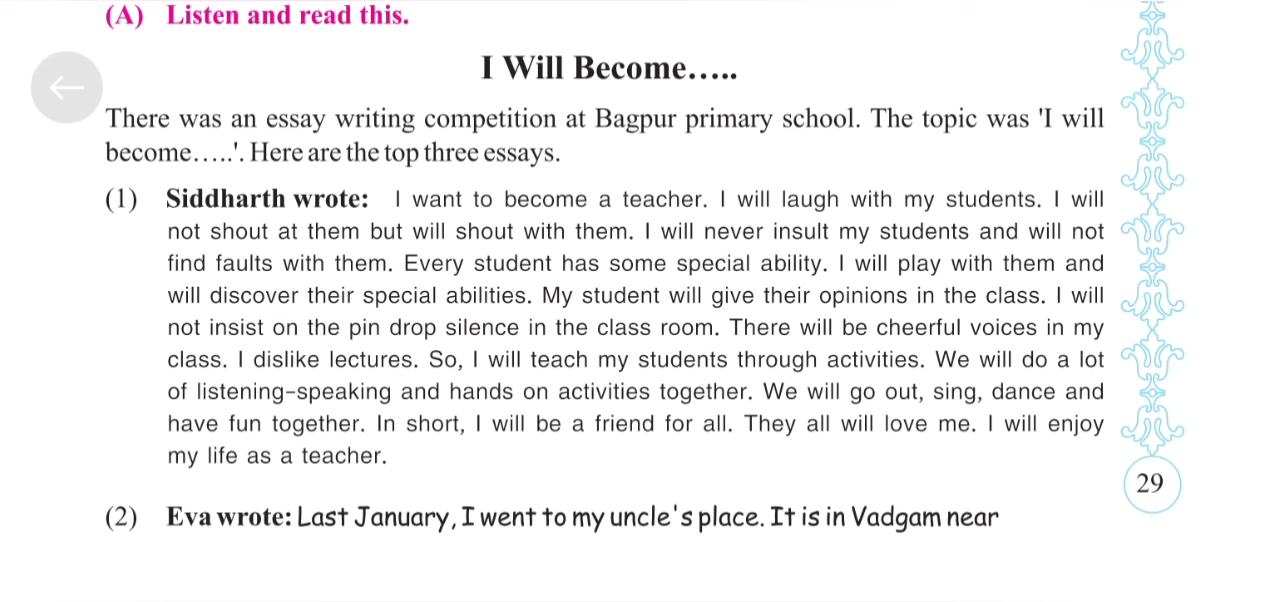 (A) Listen and read this.
I Will Become.....
There was an essay writing competition at Bagpur primary school. The topic was 'I will
become.....'. Here are the top three essays.
(1) Siddharth wrote: I want to become a teacher. I will laugh with my students. I will
not shout at them but will shout with them. I will never insult my students and will not
find faults with them. Every student has some special ability. I will play with them and
will discover their special abilities. My student will give their opinions in the class. I will
not insist on the pin drop silence in the class room. There will be cheerful voices in my
class. I dislike lectures. So, I will teach my students through activities. We will do a lot
of listening-speaking and hands on activities together. We will go out, sing, dance and
have fun together. In short, I will be a friend for all. They all will love me. I will enjoy
my life as a teacher.
29
(2) Eva wrote: Last January, I went to my uncle's place. It is in Vadgam near